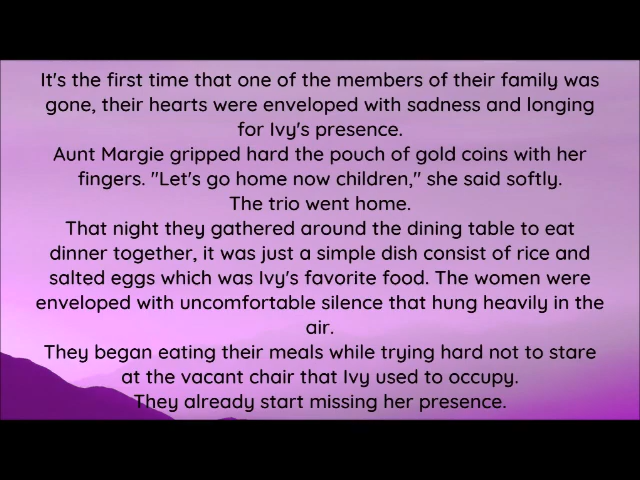 It's the first time that one of the members of their family was
gone, their hearts were enveloped with sadness and longing
for Ivy's presence.
Aunt Margie gripped hard the pouch of gold coins with her
fingers. "Let's go home now children," she said softly.
The trio went home.
That night they gathered around the dining table to eat
dinner together, it was just a simple dish consist of rice and
salted eggs which was Ivy's favorite food. The women were
enveloped with uncomfortable silence that hung heavily in the
air.
They began eating their meals while trying hard not to stare
at the vacant chair that Ivy used to occupy.
They already start missing her presence.